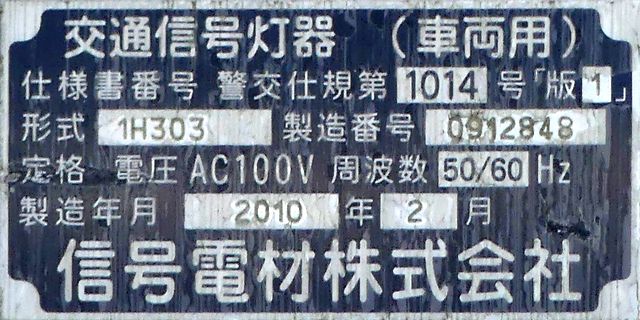 交通信号灯器（車両用）
仕様書番号 警交仕規第 1014 号「版 1」
形式 1H303 製造番号 0912848
定格 電圧 AC100V 周波数 50/60 Hz
製造年月 2010 年 2 月
信号電材株式会社